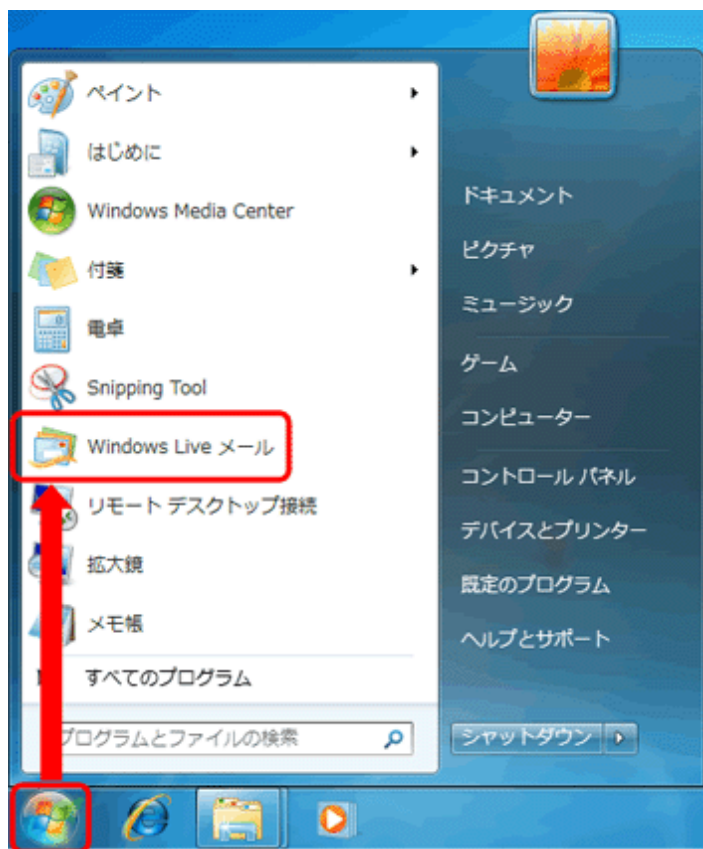 ペイント
はじめに
Windows Media Center
付箋
電卓
Snipping Tool
Windows Live メール
リモート デスクトップ接続
拡大鏡
メモ帳
すべてのプログラム
プログラムとファイルの検索
ドキュメント
ピクチャ
ミュージック
ゲーム
コンピューター
コントロール パネル
デバイスとプリンター
既定のプログラム
ヘルプとサポート
シャットダウン